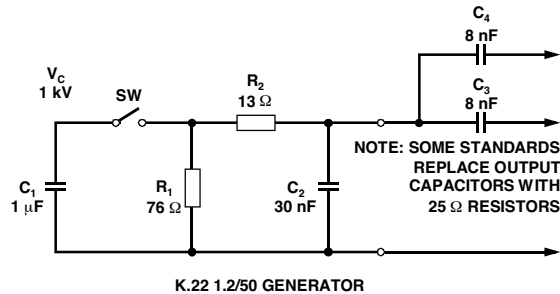 C4
8 nF
VC
1 kV
SW
R2
13 Ω
C3
8 nF
NOTE: SOME STANDARDS
REPLACE OUTPUT
CAPACITORS WITH
25 Ω RESISTORS
C1
1 μF
R1
76 Ω
C2
30 nF
K.22 1.2/50 GENERATOR